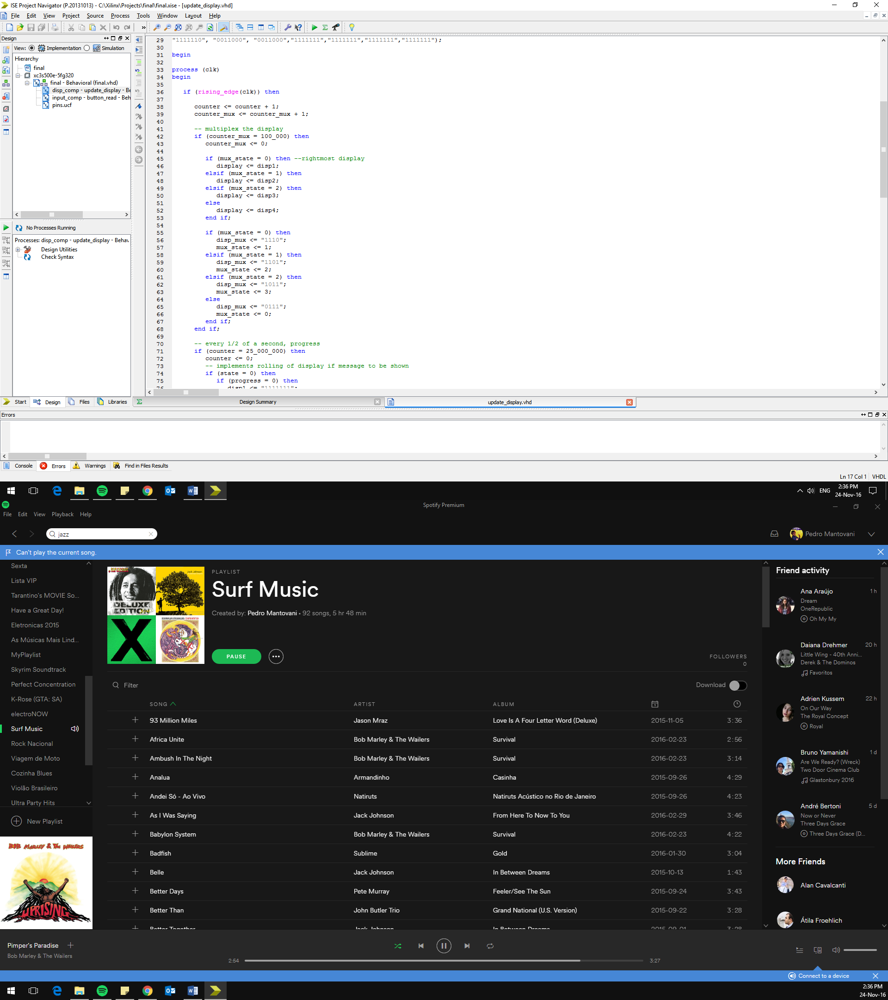 ISE Project Navigator (P.20131013) - C:\Xilinx\Projects\final\final.xise - [update_display.vhd]
File Edit View Project Source Process Tools Window Layout Help
Design
View: Implementation Simulation
Hierarchy
final
xc3s500e-5fg320
final - Behavioral (final.vhd)
disp_comp - update_display - Be
input_comp - button_read - Beh
pins.ucf
No Processes Running
Processes: disp_comp - update_display - Behav
Design Utilities
Check Syntax
Start Design Files Libraries
29 "1111110", "0011000", "0011000","1111111","1111111","1111111","1111111");
30
31 begin
32
33 process (clk)
34 begin
35
36 if (rising_edge(clk)) then
37
38 counter <= counter + 1;
39 counter_mux <= counter_mux + 1;
40
41 -- multiplex the display
42 if (counter_mux = 100_000) then
43 counter_mux <= 0;
44
45 if (mux_state = 0) then --rightmost display
46 display <= disp1;
47 elsif (mux_state = 1) then
48 display <= disp2;
49 elsif (mux_state = 2) then
50 display <= disp3;
51 else
52 display <= disp4;
53 end if;
54
55 if (mux_state = 0) then
56 disp_mux <= "1110";
57 mux_state <= 1;
58 elsif (mux_state = 1) then
59 disp_mux <= "1101";
60 mux_state <= 2;
61 elsif (mux_state = 2) then
62 disp_mux <= "1011";
63 mux_state <= 3;
64 else
65 disp_mux <= "0111";
66 mux_state <= 0;
67 end if;
68 end if;
69
70 -- every 1/2 of a second, progress
71 if (counter = 25_000_000) then
72 counter <= 0;
73 -- implements rolling of display if message to be shown
74 if (state = 0) then
75 if (progress = 0) then
76 disp1 <= "1111111";
Design Summary update_display.vhd
Errors
Console Errors Warnings Find in Files Results
Ln 17 Col 1 VHDL
ENG 2:36 PM
24-Nov-16
Spotify Premium
File Edit View Playback Help
jazz
Pedro Mantovani
Can't play the current song.
Sexta
Lista VIP
Tarantino's MOVIE So...
Have a Great Day!
Eletronicas 2015
As Músicas Mais Lind...
MyPlaylist
Skyrim Soundtrack
Perfect Concentration
K-Rose (GTA: SA)
electroNOW
Surf Music
Rock Nacional
Viagem de Moto
Cozinha Blues
Violão Brasileiro
Ultra Party Hits
New Playlist
BOB MARLEY & THE WAILERS
UPRISING
Jack Johnson
DELUXE
EDITION
PLAYLIST
Surf Music
Created by: Pedro Mantovani • 92 songs, 5 hr 48 min
PAUSE
FOLLOWERS
0
Filter
Download
SONG ARTIST ALBUM
93 Million Miles Jason Mraz Love Is A Four Letter Word (Deluxe) 2015-11-05 3:36
Africa Unite Bob Marley & The Wailers Survival 2016-02-23 2:56
Ambush In The Night Bob Marley & The Wailers Survival 2016-02-23 3:14
Analua Armandinho Casinha 2015-09-26 4:29
Andei Só - Ao Vivo Natiruts Natiruts Acústico no Rio de Janeiro 2015-09-26 4:23
As I Was Saying Jack Johnson From Here To Now To You 2016-02-29 3:46
Babylon System Bob Marley & The Wailers Survival 2016-02-23 4:22
Badfish Sublime Gold 2016-01-30 3:04
Belle Jack Johnson In Between Dreams 2015-10-13 1:43
Better Days Pete Murray Feeler/See The Sun 2015-09-24 3:43
Better Than John Butler Trio Grand National (U.S. Version) 2015-09-22 3:28
Better Together Jack Johnson In Between Dreams 2015-09-01 3:28
Friend activity
Ana Araújo 1 h
Dream
OneRepublic
Oh My My
Daiana Drehmer 20 h
Little Wing - 40th Anni...
Derek & The Dominos
Favoritos
Adrien Kussem 22 h
On Our Way
The Royal Concept
Royal
Bruno Yamanishi 1 d
Are We Ready? (Wreck)
Two Door Cinema Club
Glastonbury 2016
André Bertoni 5 d
Now or Never
Three Days Grace
Three Days Grace (D...
More Friends
Alan Cavalcanti
Átila Froehlich
Pimper's Paradise
Bob Marley & The Wailers
2:54 3:27
Connect to a device
2:36 PM
24-Nov-16